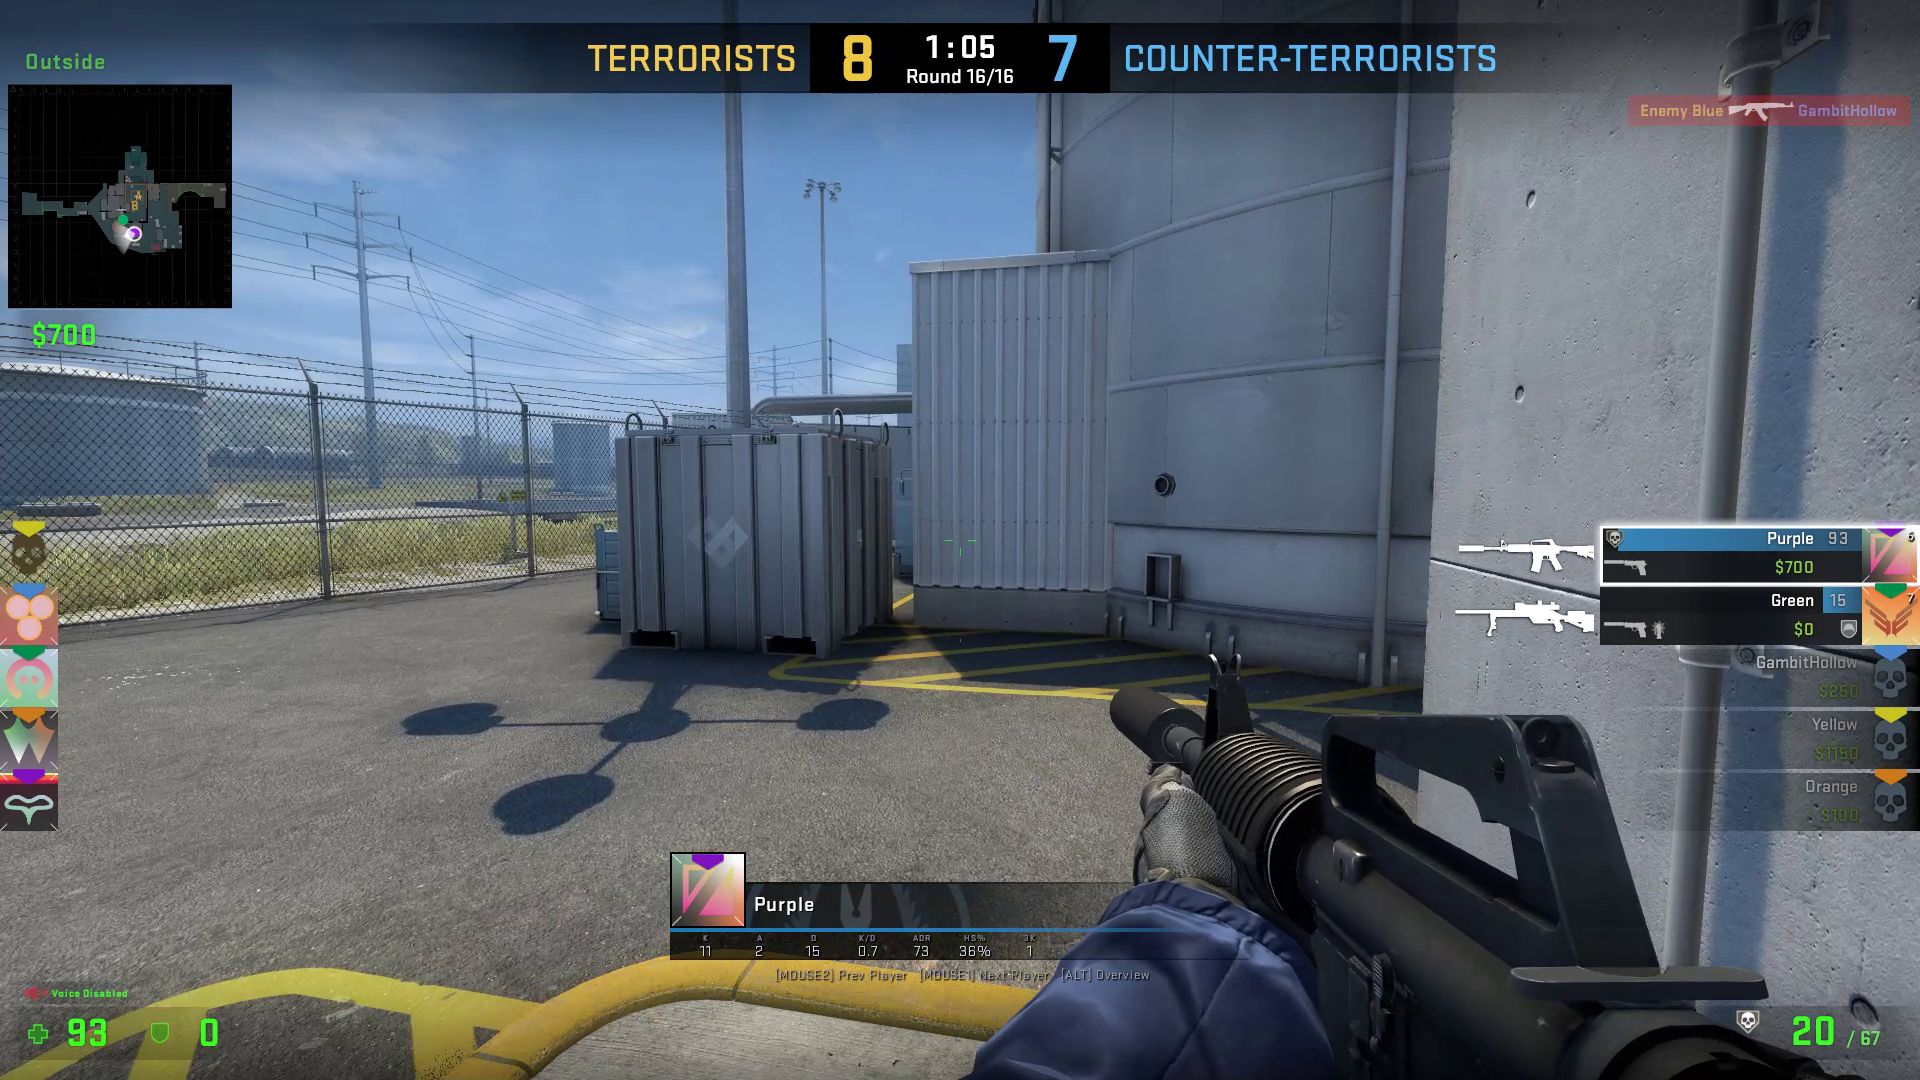 Outside
TERRORISTS 8 1:05 7 COUNTER-TERRORISTS
Round 16/16
Enemy Blue GambitHollow
A
B
$700
Purple 93 6
$700
Green 15 7
$0
GambitHollow
Yellow
$1150
Orange
$100
Purple
K A D K/D ADR HS% 3K
11 2 15 0.7 73 36% 1
[MOUSE2] Prev Player [MOUSE1] Next Player [ALT] Overview
Voice Disabled
93 0
20 / 67